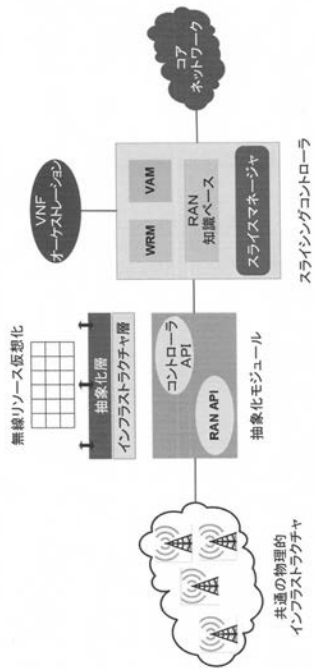 無線リソース仮想化
抽象化層
インフラストラクチャ層
VNF
オーケストレーション
WRM
VAM
RAN
知識ベース
スライスマネージャ
スライシングコントローラ
コア
ネットワーク
コントローラ
API
RAN API
抽象化モジュール
共通の物理的
インフラストラクチャ